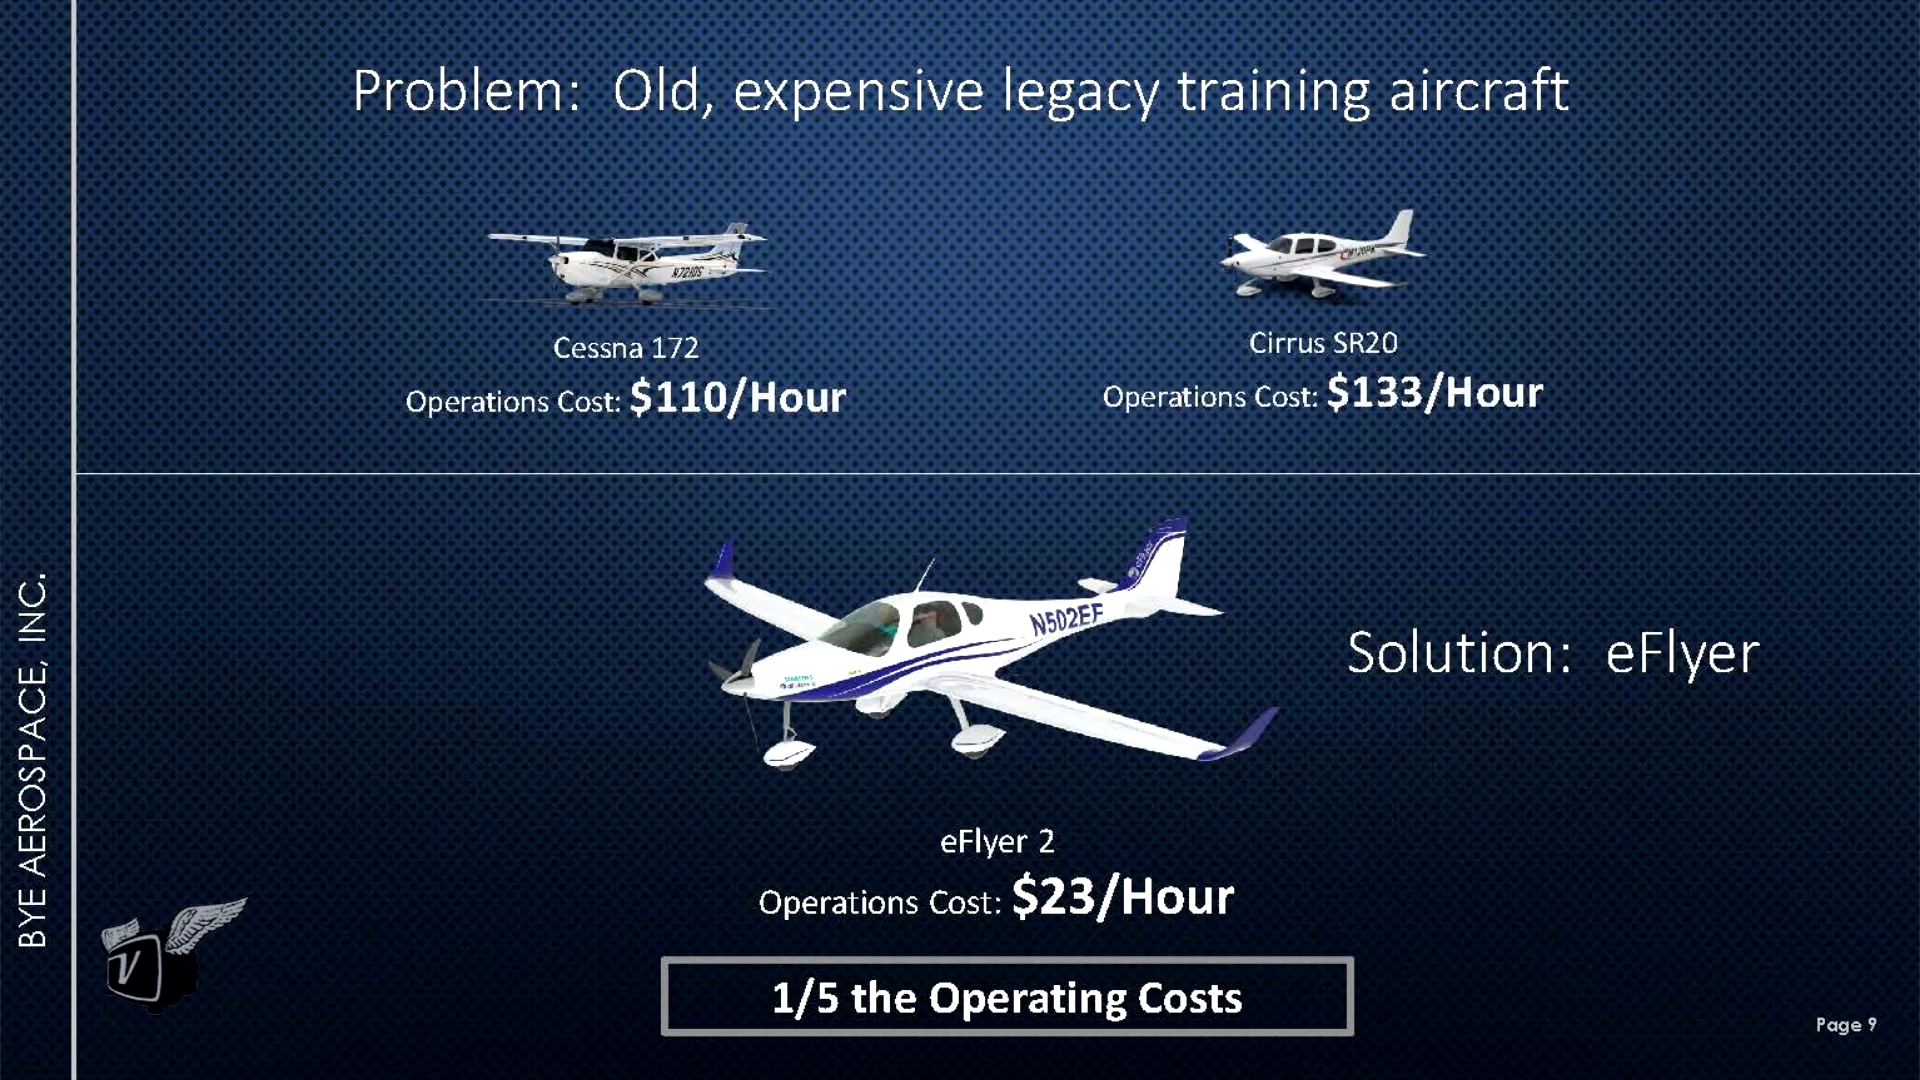 Problem: Old, expensive legacy training aircraft
N721DS
Cessna 172
Operations Cost: $110/Hour
Cirrus SR20
Operations Cost: $133/Hour
N502EF
Solution: eFlyer
eFlyer 2
Operations Cost: $23/Hour
1/5 the Operating Costs
BYE AEROSPACE, INC.
V
Page 9